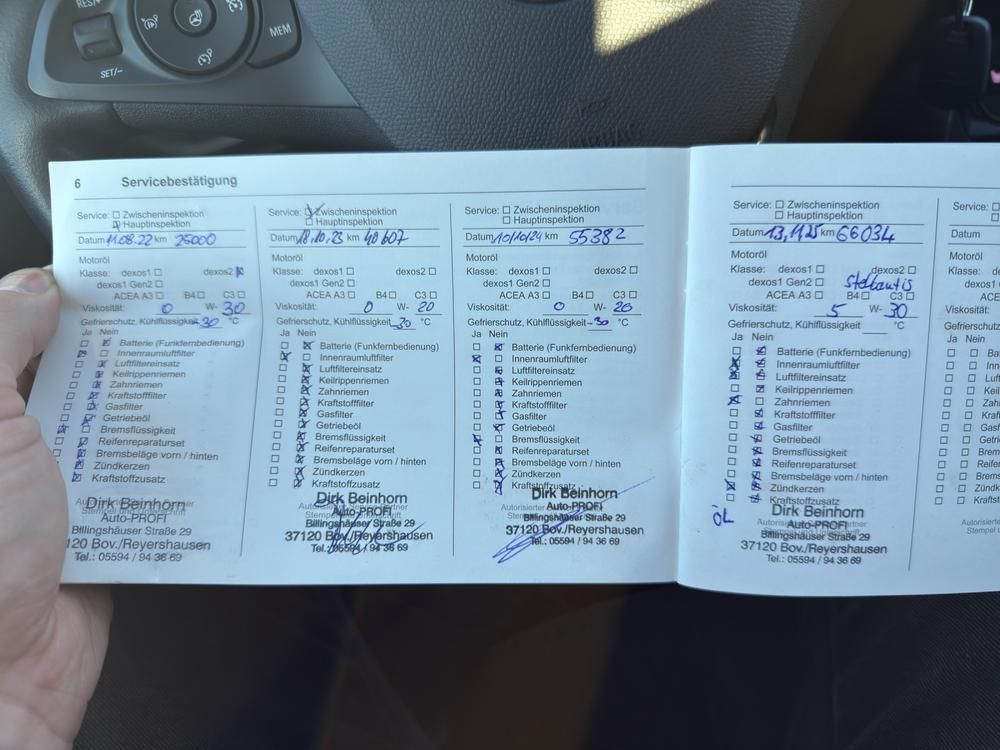 RES/+
SET/-
MEM
6 Servicebestätigung
Service: Zwischeninspektion
Hauptinspektion
Datum 11.08.22 km 25000
Motoröl
Klasse: dexos1 dexos2
dexos1 Gen2
ACEA A3 B4 C3
Viskosität: 0 W- 30
Gefrierschutz, Kühlflüssigkeit -30 °C
Ja Nein
Batterie (Funkfernbedienung)
Innenraumluftfilter
Luftfiltereinsatz
Keilrippenriemen
Zahnriemen
Kraftstofffilter
Gasfilter
Getriebeöl
Bremsflüssigkeit
Reifenreparaturset
Bremsbeläge vorn / hinten
Zündkerzen
Kraftstoffzusatz
Dirk Beinhorn
Auto-PROFI
Billingshäuser Straße 29
37120 Bov./Reyershausen
Tel.: 05594 / 94 36 69
Service: Zwischeninspektion
Hauptinspektion
Datum 18.10.23 km 40607
Motoröl
Klasse: dexos1 dexos2
dexos1 Gen2
ACEA A3 B4 C3
Viskosität: 0 W- 20
Gefrierschutz, Kühlflüssigkeit -30 °C
Ja Nein
Batterie (Funkfernbedienung)
Innenraumluftfilter
Luftfiltereinsatz
Keilrippenriemen
Zahnriemen
Kraftstofffilter
Gasfilter
Getriebeöl
Bremsflüssigkeit
Reifenreparaturset
Bremsbeläge vorn / hinten
Zündkerzen
Kraftstoffzusatz
Dirk Beinhorn
Auto-PROFI
Billingshäuser Straße 29
37120 Bov./Reyershausen
Tel.: 05594 / 94 36 69
Service: Zwischeninspektion
Hauptinspektion
Datum 10/10/24 km 55382
Motoröl
Klasse: dexos1 dexos2
dexos1 Gen2
ACEA A3 B4 C3
Viskosität: 0 W- 20
Gefrierschutz, Kühlflüssigkeit -30 °C
Ja Nein
Batterie (Funkfernbedienung)
Innenraumluftfilter
Luftfiltereinsatz
Keilrippenriemen
Zahnriemen
Kraftstofffilter
Gasfilter
Getriebeöl
Bremsflüssigkeit
Reifenreparaturset
Bremsbeläge vorn / hinten
Zündkerzen
Kraftstoffzusatz
Dirk Beinhorn
Auto-PROFI
Billingshäuser Straße 29
37120 Bov./Reyershausen
Tel.: 05594 / 94 36 69
Service: Zwischeninspektion
Hauptinspektion
Datum 13.11.25 km 66034
Motoröl
Klasse: dexos1 dexos2
dexos1 Gen2 Stellantis
ACEA A3 B4 C3
Viskosität: 5 W- 30
Gefrierschutz, Kühlflüssigkeit °C
Ja Nein
Batterie (Funkfernbedienung)
Innenraumluftfilter
Luftfiltereinsatz
Keilrippenriemen
Zahnriemen
Kraftstofffilter
Gasfilter
Getriebeöl
Bremsflüssigkeit
Reifenreparaturset
Bremsbeläge vorn / hinten
Zündkerzen
Kraftstoffzusatz
ÖL
Dirk Beinhorn
Auto-PROFI
Billingshäuser Straße 29
37120 Bov./Reyershausen
Tel.: 05594 / 94 36 69
Service:
Datum
Motoröl
Klasse:
Viskosität:
Gefrierschutz
Ja Nein